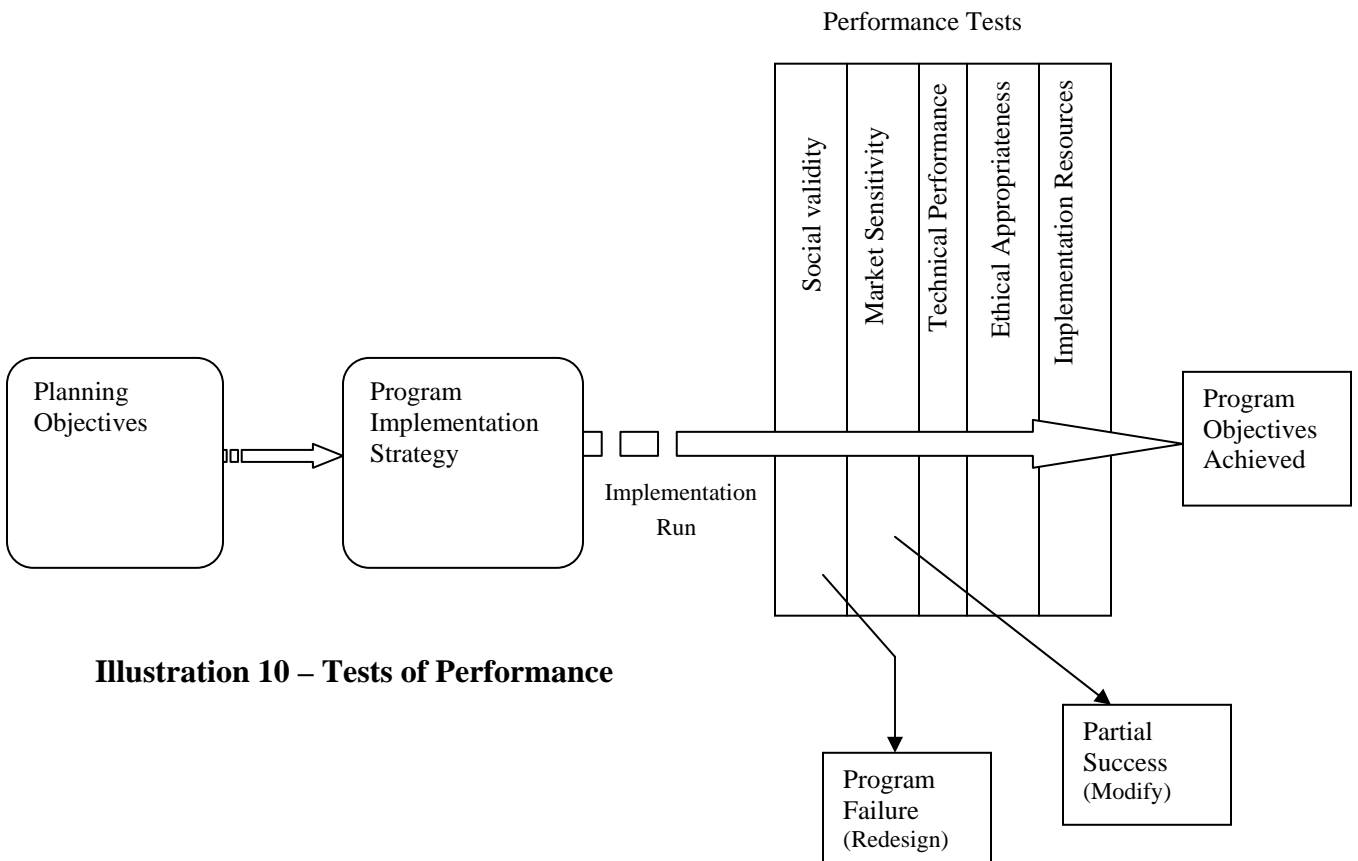 Performance Tests
Social validity
Market Sensitivity
Technical Performance
Ethical Appropriateness
Implementation Resources
Planning
Objectives
Program
Implementation
Strategy
Implementation
Run
Program
Objectives
Achieved
Illustration 10 – Tests of Performance
Partial
Success
(Modify)
Program
Failure
(Redesign)